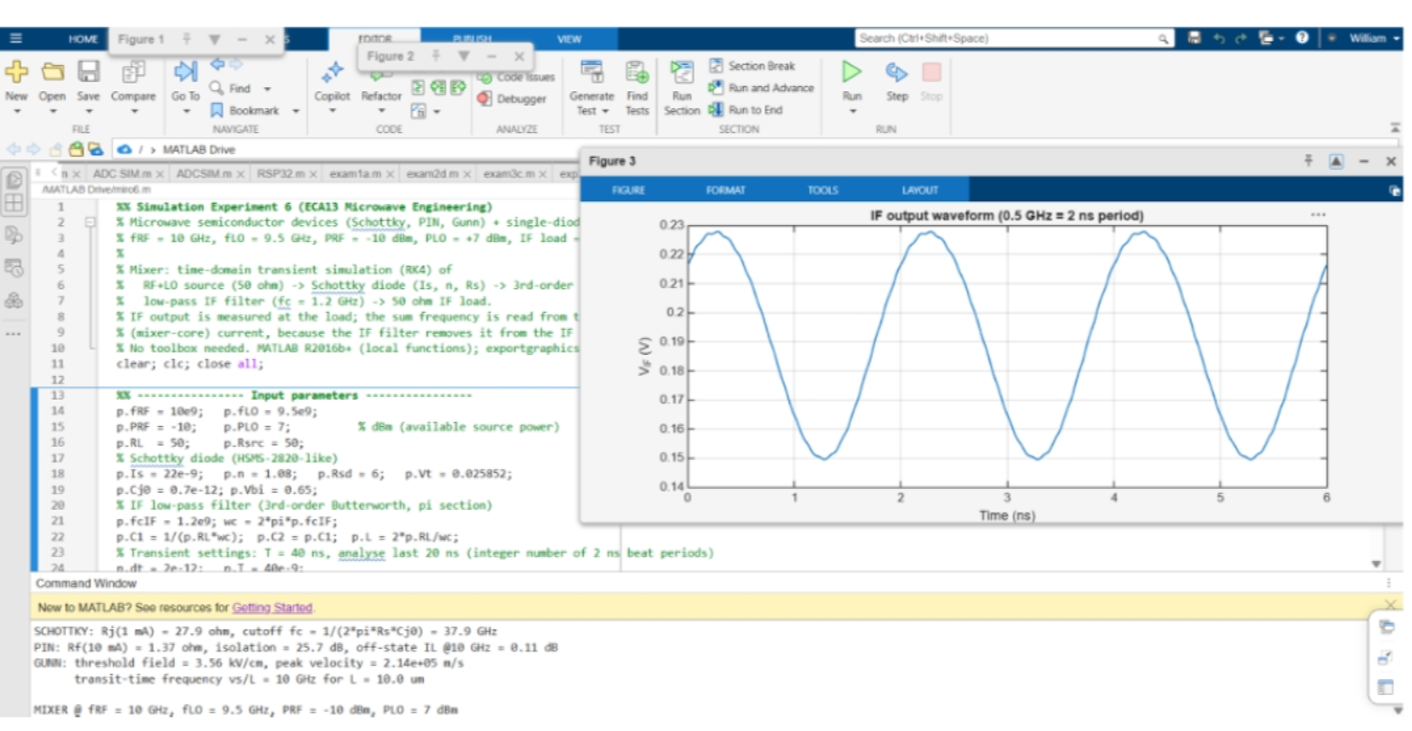 HOME
Figure 1
S
EDITOR
PUBLISH
VIEW
Search (Ctrl+Shift+Space)
William
Figure 2
New
Open
Save
Compare
Go To
Find
Bookmark
Copilot
Refactor
Code Issues
Debugger
Generate Test
Find Tests
Run Section
Section Break
Run and Advance
Run to End
Run
Step
Stop
FILE
NAVIGATE
CODE
ANALYZE
TEST
SECTION
RUN
/ › MATLAB Drive
n × ADC SIM.m × ADCSIM.m × RSP32.m × exam1a.m × exam2d.m × exam3c.m × exp
/MATLAB Drive/miro6.m
1 %% Simulation Experiment 6 (ECA13 Microwave Engineering)
2 % Microwave semiconductor devices (Schottky, PIN, Gunn) + single-diod
3 % fRF = 10 GHz, fLO = 9.5 GHz, PRF = -10 dBm, PLO = +7 dBm, IF load =
4 %
5 % Mixer: time-domain transient simulation (RK4) of
6 % RF+LO source (50 ohm) -> Schottky diode (Is, n, Rs) -> 3rd-order
7 % low-pass IF filter (fc = 1.2 GHz) -> 50 ohm IF load.
8 % IF output is measured at the load; the sum frequency is read from t
9 % (mixer-core) current, because the IF filter removes it from the IF
10 % No toolbox needed. MATLAB R2016b+ (local functions); exportgraphics
11 clear; clc; close all;
12
13 %% ---------------- Input parameters ----------------
14 p.fRF = 10e9; p.fLO = 9.5e9;
15 p.PRF = -10; p.PLO = 7; % dBm (available source power)
16 p.RL = 50; p.Rsrc = 50;
17 % Schottky diode (HSMS-2820-like)
18 p.Is = 22e-9; p.n = 1.08; p.Rsd = 6; p.Vt = 0.025852;
19 p.Cj0 = 0.7e-12; p.Vbi = 0.65;
20 % IF low-pass filter (3rd-order Butterworth, pi section)
21 p.fcIF = 1.2e9; wc = 2*pi*p.fcIF;
22 p.C1 = 1/(p.RL*wc); p.C2 = p.C1; p.L = 2*p.RL/wc;
23 % Transient settings: T = 40 ns, analyse last 20 ns (integer number of 2 ns beat periods)
24 p.dt = 2e-12; p.T = 40e-9;
Figure 3
FIGURE
FORMAT
TOOLS
LAYOUT
IF output waveform (0.5 GHz = 2 ns period)
0.23
0.22
0.21
0.2
0.19
0.18
0.17
0.16
0.15
0.14
V_IF (V)
0 1 2 3 4 5 6
Time (ns)
Command Window
New to MATLAB? See resources for Getting Started.
SCHOTTKY: Rj(1 mA) = 27.9 ohm, cutoff fc = 1/(2*pi*Rs*Cj0) = 37.9 GHz
PIN: Rf(10 mA) = 1.37 ohm, isolation = 25.7 dB, off-state IL @10 GHz = 0.11 dB
GUNN: threshold field = 3.56 kV/cm, peak velocity = 2.14e+05 m/s
transit-time frequency vs/L = 10 GHz for L = 10.0 um
MIXER @ fRF = 10 GHz, fLO = 9.5 GHz, PRF = -10 dBm, PLO = 7 dBm